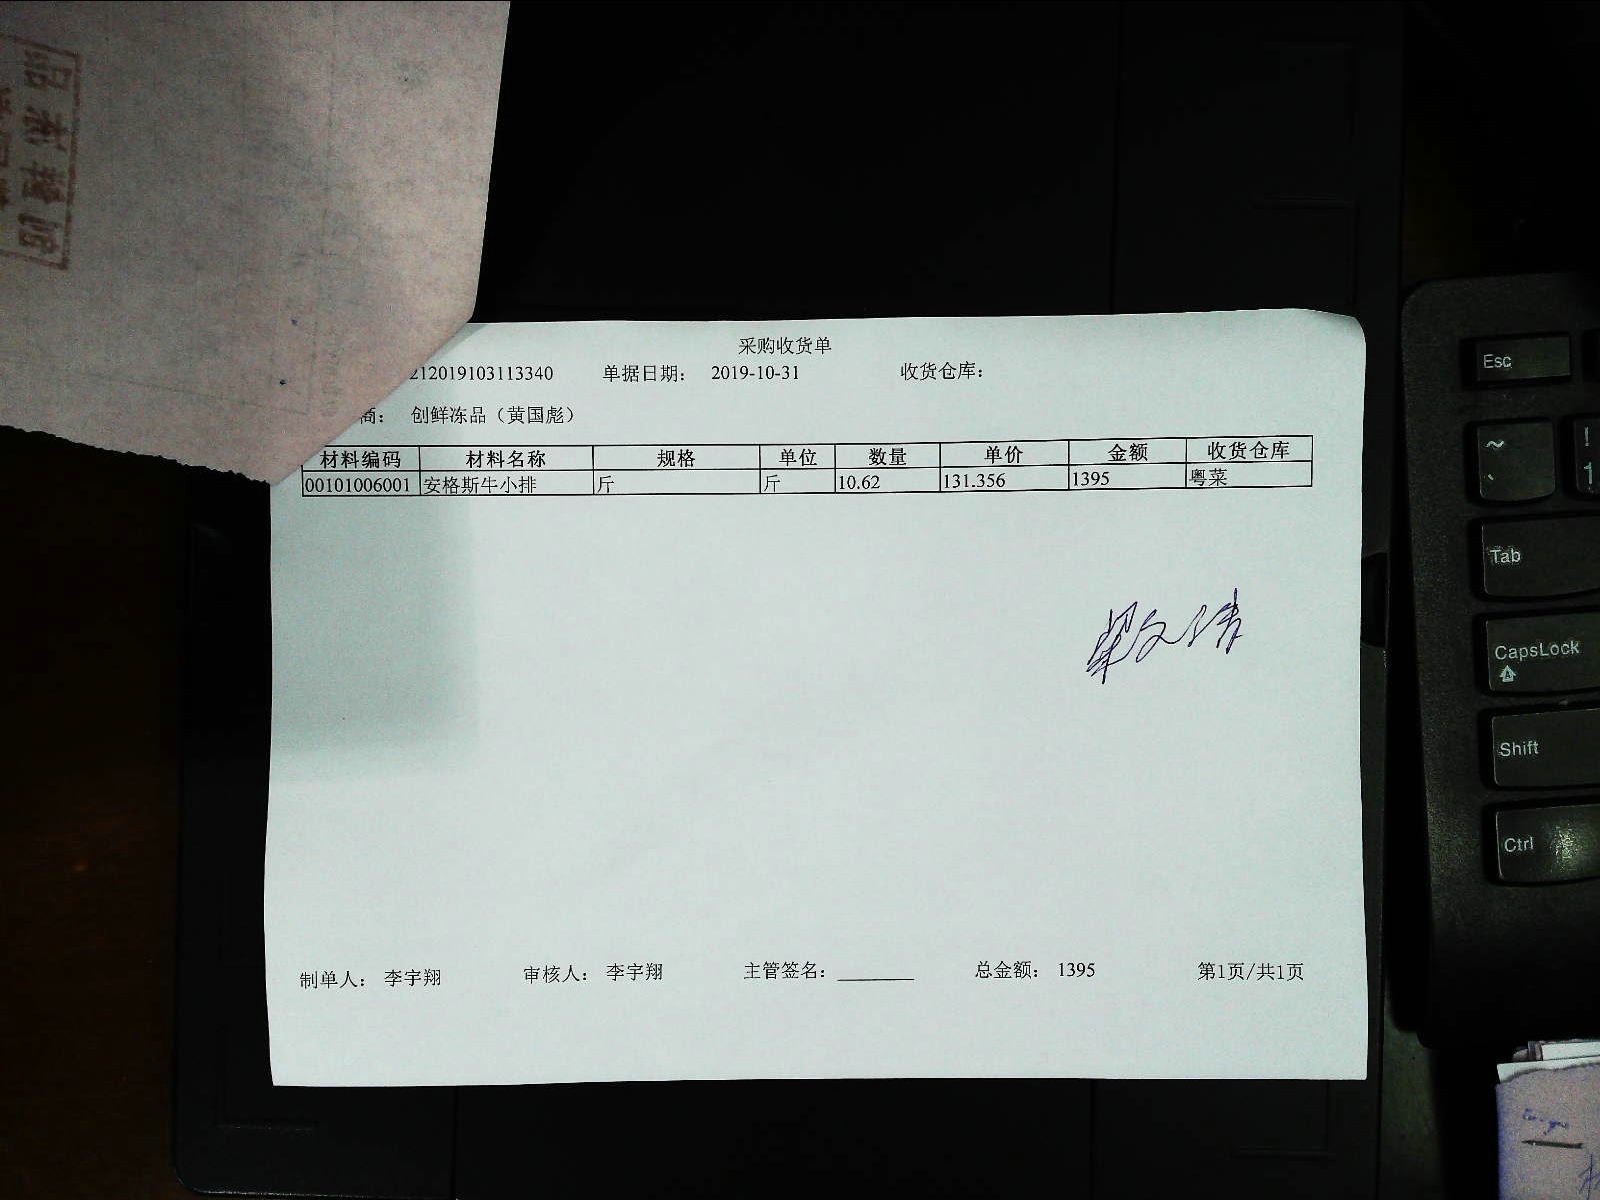 采购收货单
212019103113340 单据日期： 2019-10-31 收货仓库：
商： 创鲜冻品（黄国彪）
材料编码 材料名称 规格 单位 数量 单价 金额 收货仓库
00101006001 安格斯牛小排 斤 斤 10.62 131.356 1395 粤菜
制单人： 李宇翔 审核人： 李宇翔 主管签名： 总金额： 1395 第1页/共1页
Esc
~
`
!
1
Tab
CapsLock
Shift
Ctrl